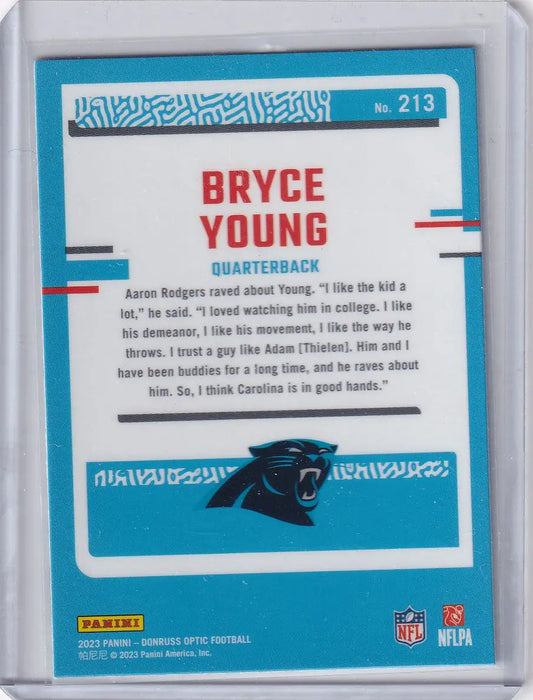 No. 213
BRYCE
YOUNG
QUARTERBACK
Aaron Rodgers raved about Young. “I like the kid a
lot,” he said. “I loved watching him in college. I like
his demeanor, I like his movement, I like the way he
throws. I trust a guy like Adam [Thielen]. Him and I
have been buddies for a long time, and he raves about
him. So, I think Carolina is in good hands.”
PANINI
2023 PANINI – DONRUSS OPTIC FOOTBALL
帕尼尼 © 2023 Panini America, Inc.
NFL
NFLPA